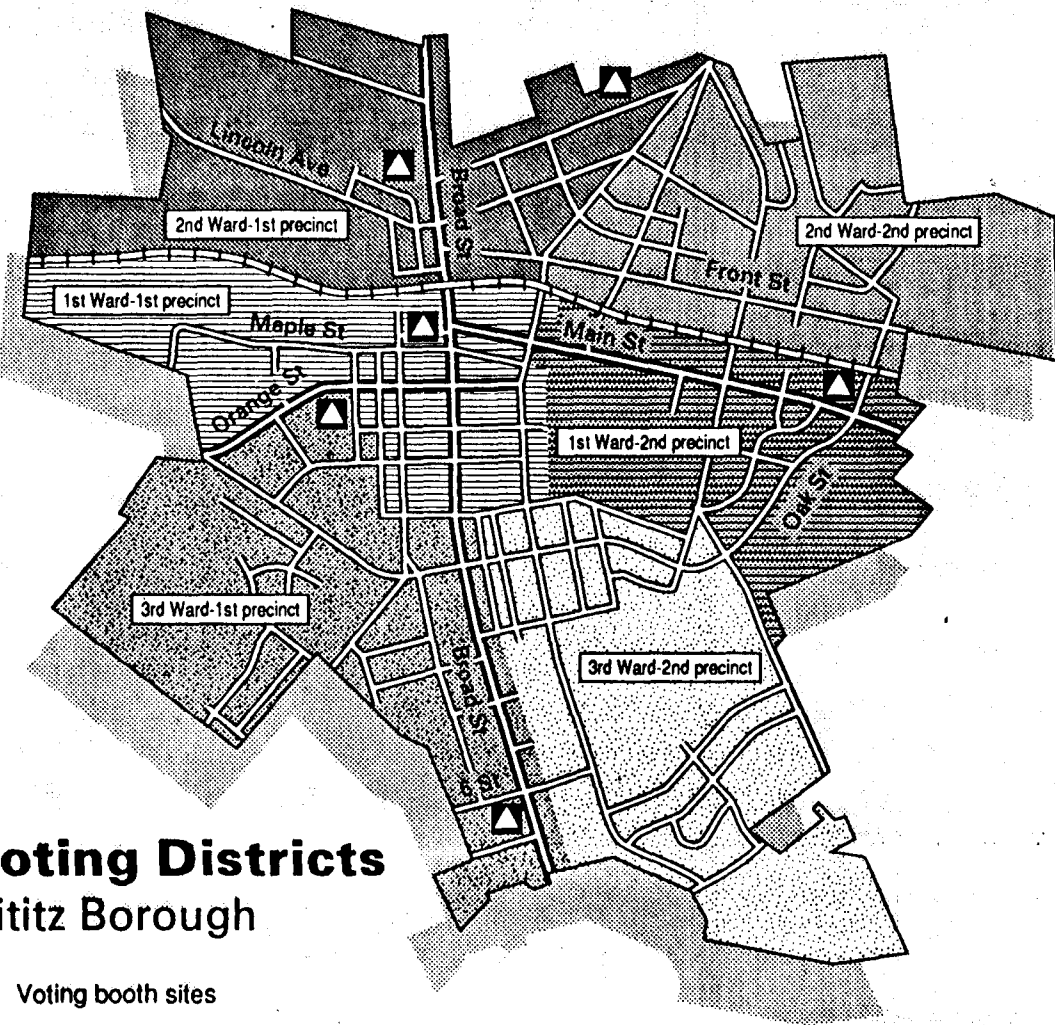 Lincoln Ave
Broad St
2nd Ward-1st precinct
2nd Ward-2nd precinct
Front St
1st Ward-1st precinct
Maple St
Main St
Orange St
1st Ward-2nd precinct
Oak St
3rd Ward-1st precinct
3rd Ward-2nd precinct
Broad St
St
oting Districts
ititz Borough
Voting booth sites